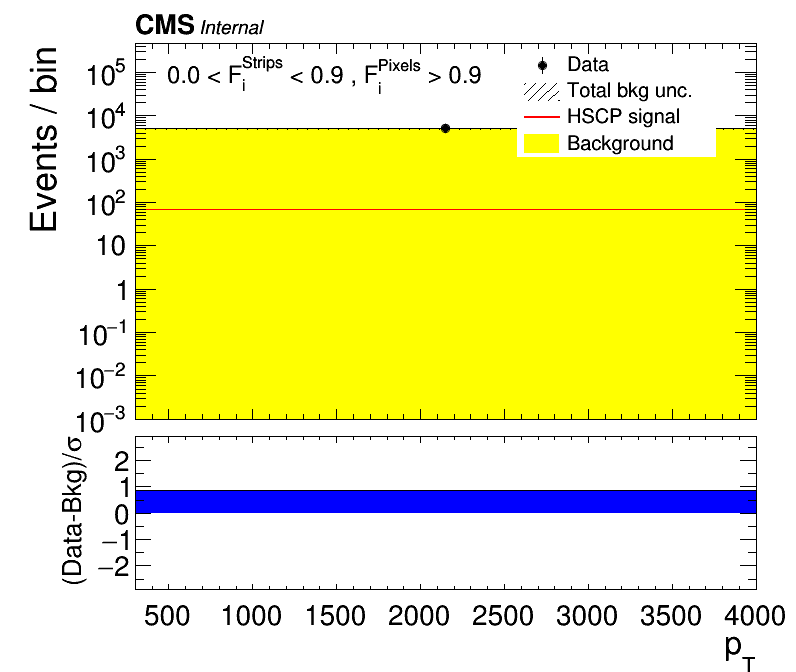 CMS Internal
Events / bin
0.0 < F_i^Strips < 0.9 , F_i^Pixels > 0.9
Data
Total bkg unc.
HSCP signal
Background
10^5
10^4
10^3
10^2
10
1
10^−1
10^−2
10^−3
(Data-Bkg)/σ
2
1
0
−1
−2
500 1000 1500 2000 2500 3000 3500 4000
p_T